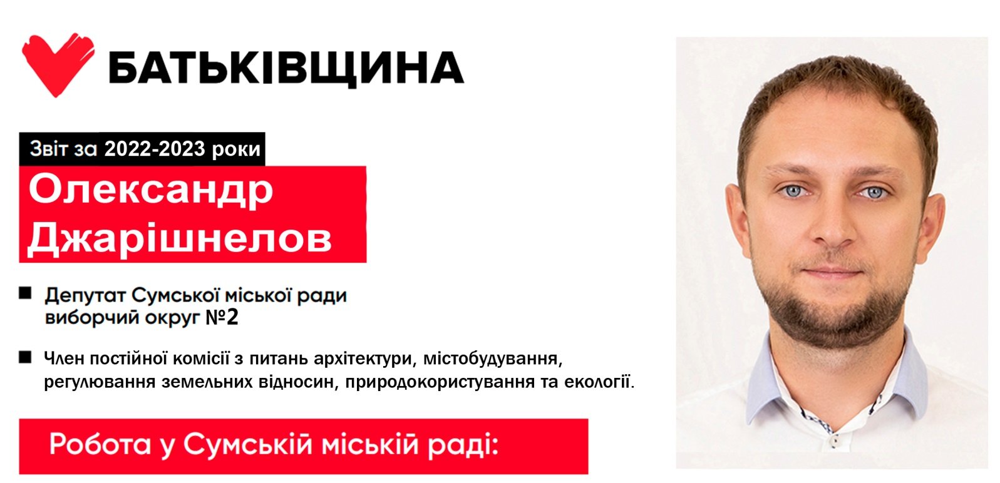 БАТЬКІВЩИНА
Звіт за 2022-2023 роки
Олександр
Джарішнелов
Депутат Сумської міської ради
виборчий округ №2
Член постійної комісії з питань архітектури, містобудування,
регулювання земельних відносин, природокористування та екології.
Робота у Сумській міській раді: